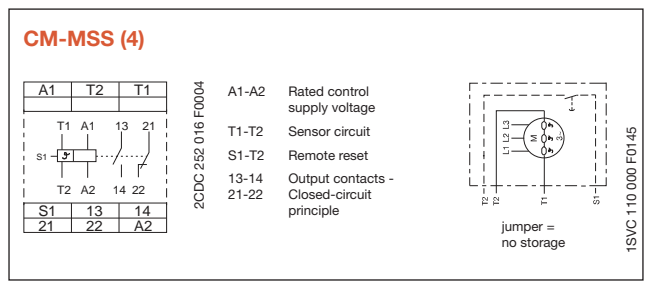 CM-MSS (4)
A1 T2 T1
T1 A1 13 21
S1
T2 A2 14 22
S1 13 14
21 22 A2
2CDC 252 016 F0004
A1-A2 Rated control
supply voltage
T1-T2 Sensor circuit
S1-T2 Remote reset
13-14 Output contacts -
21-22 Closed-circuit
principle
L1 L2 L3
M
3~
T2 T2 T1 S1
jumper =
no storage
1SVC 110 000 F0145